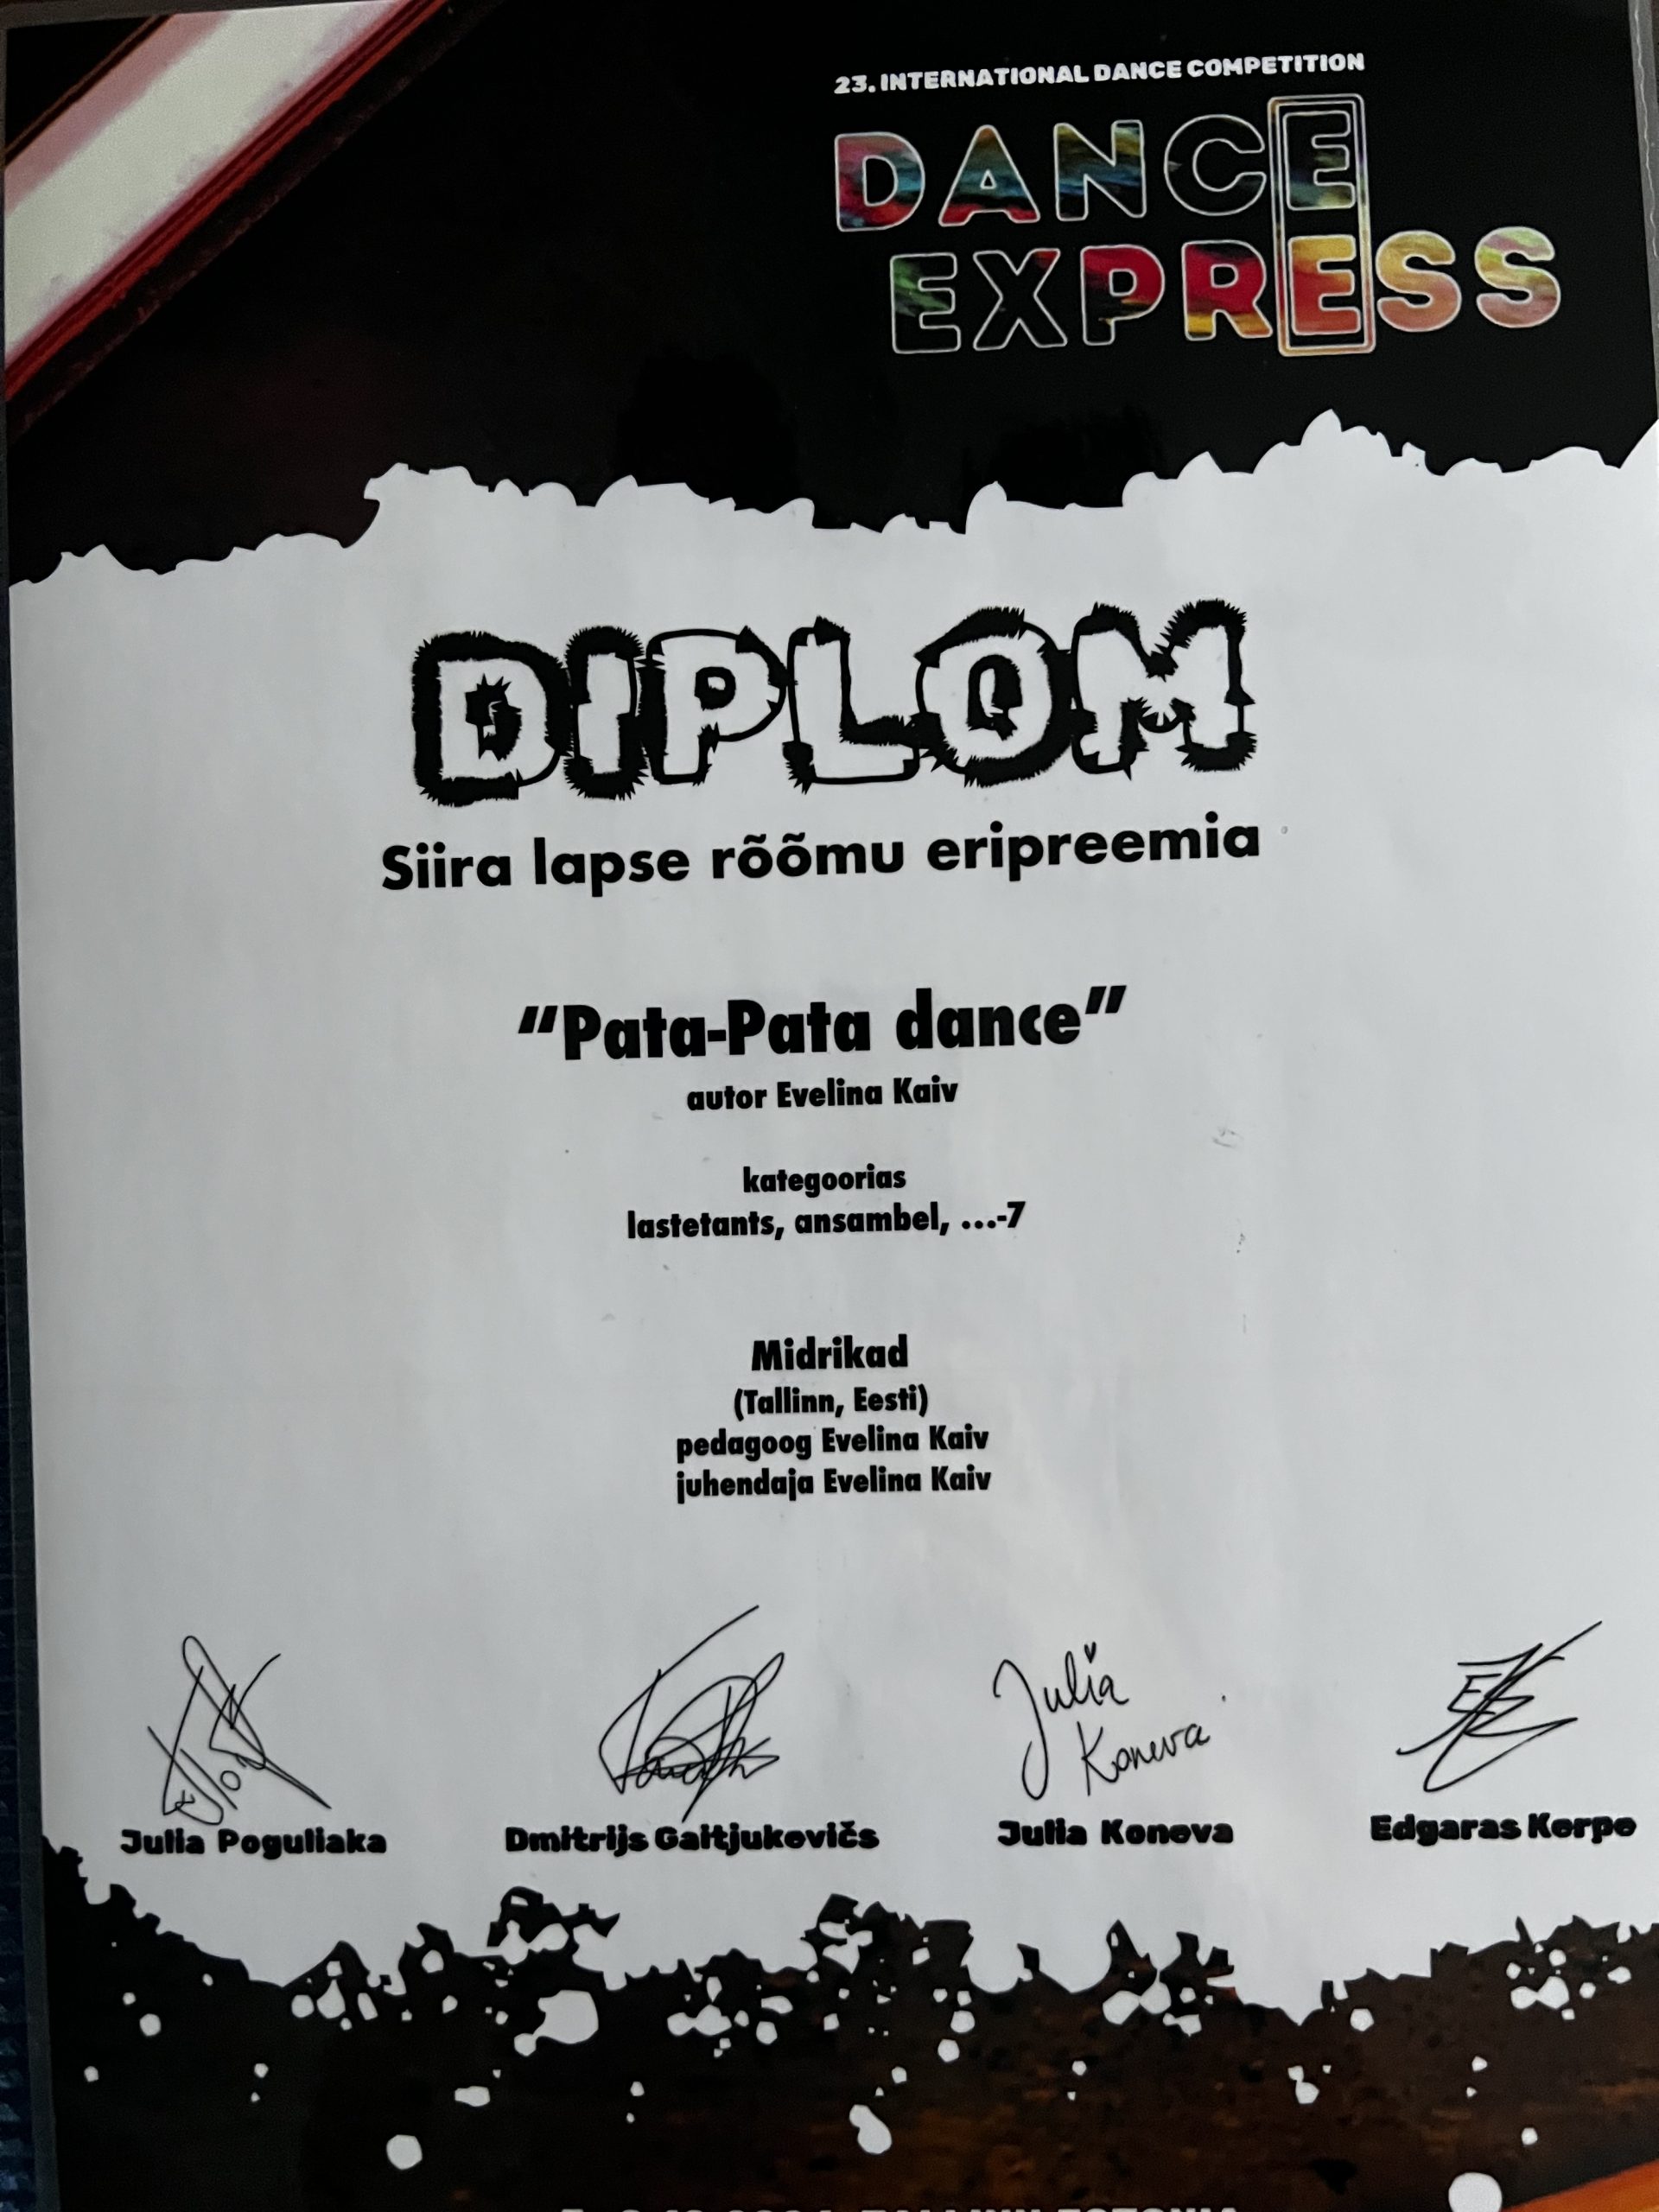 23. INTERNATIONAL DANCE COMPETITION
DANCE
EXPRESS
DIPLOM
Siira lapse rõõmu eripreemia
“Pata-Pata dance”
autor Evelina Kaiv
kategoorias
lastetants, ansambel, ...-7
Midrikad
(Tallinn, Eesti)
pedagoog Evelina Kaiv
juhendaja Evelina Kaiv
Julia
Koneva
Julia Poguliaka Dmitrijs Gaitjukevičs Julia Koneva Edgaras Kerpe